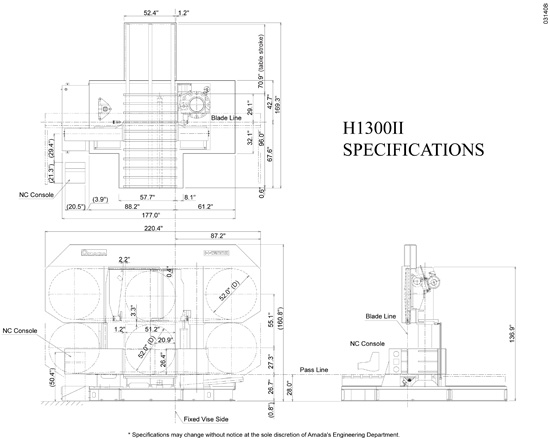 031408
52.4"
1.2"
70.9" (table stroke)
29.1"
42.7"
169.3"
Blade Line
32.1"
96.0"
67.6"
(29.4")
(21.3")
NC Console
(3.9")
57.7"
8.1"
0.6"
(20.5")
88.2"
61.2"
177.0"
H1300II
SPECIFICATIONS
220.4"
87.2"
2.2"
0.4"
52.0" (D)
3.3"
55.1"
(160.8")
1.2"
51.2"
NC Console
20.9"
52.0" (D)
26.4"
27.3"
(50.4")
26.7"
28.0"
(0.8")
Fixed Vise Side
Blade Line
NC Console
136.9"
Pass Line
* Specifications may change without notice at the sole discretion of Amada's Engineering Department.